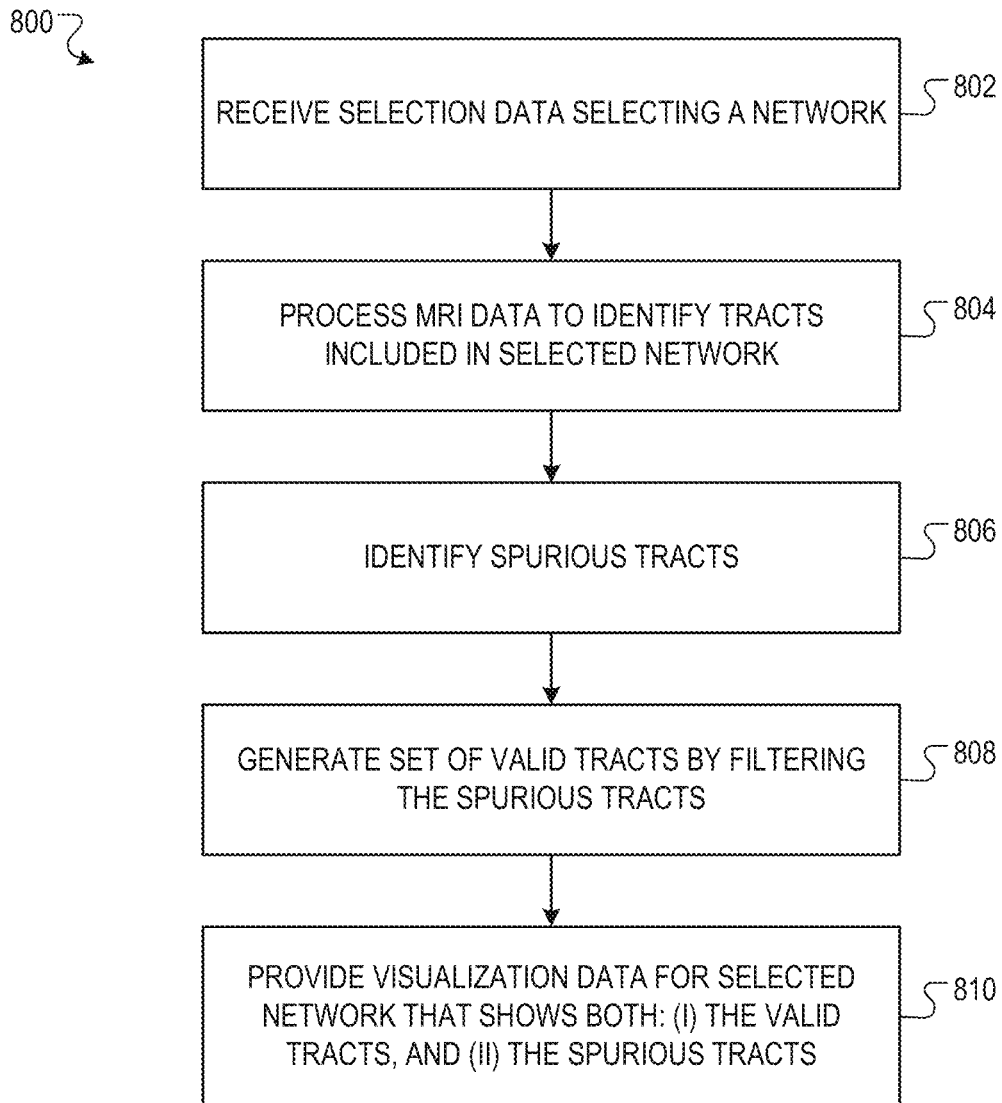 800
RECEIVE SELECTION DATA SELECTING A NETWORK
802
PROCESS MRI DATA TO IDENTIFY TRACTS
INCLUDED IN SELECTED NETWORK
804
IDENTIFY SPURIOUS TRACTS
806
GENERATE SET OF VALID TRACTS BY FILTERING
THE SPURIOUS TRACTS
808
PROVIDE VISUALIZATION DATA FOR SELECTED
NETWORK THAT SHOWS BOTH: (I) THE VALID
TRACTS, AND (II) THE SPURIOUS TRACTS
810